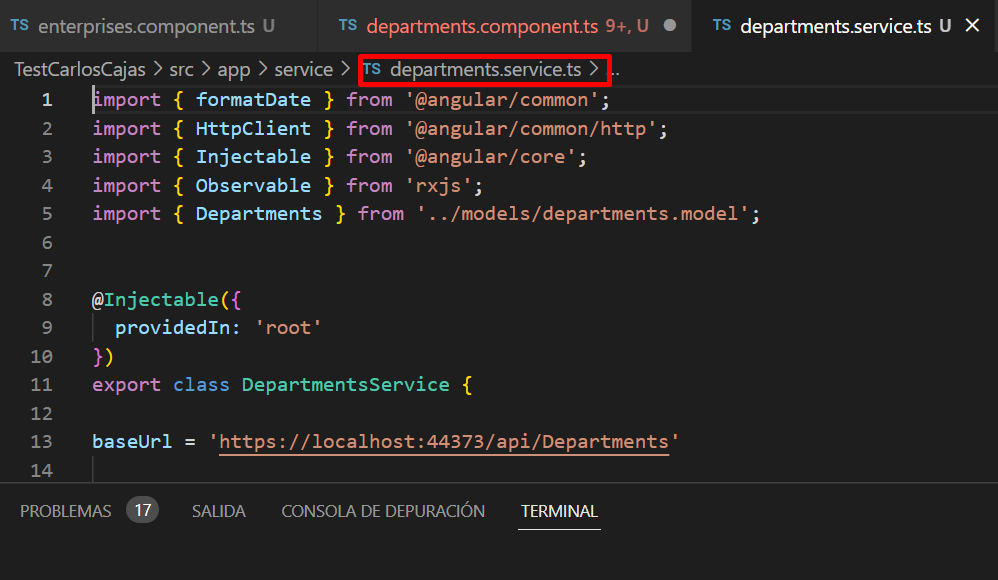 TS enterprises.component.ts U TS departments.component.ts 9+, U TS departments.service.ts U
TestCarlosCajas > src > app > service > TS departments.service.ts > ...
1 import { formatDate } from '@angular/common';
2 import { HttpClient } from '@angular/common/http';
3 import { Injectable } from '@angular/core';
4 import { Observable } from 'rxjs';
5 import { Departments } from '../models/departments.model';
6
7
8 @Injectable({
9 providedIn: 'root'
10 })
11 export class DepartmentsService {
12
13 baseUrl = 'https://localhost:44373/api/Departments'
14
PROBLEMAS 17 SALIDA CONSOLA DE DEPURACIÓN TERMINAL